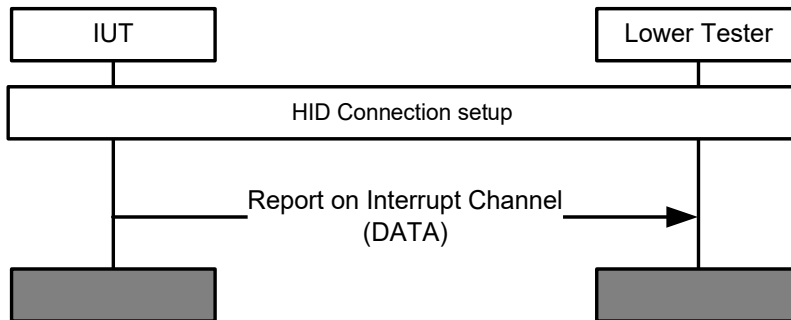 IUT
Lower Tester
HID Connection setup
Report on Interrupt Channel
(DATA)